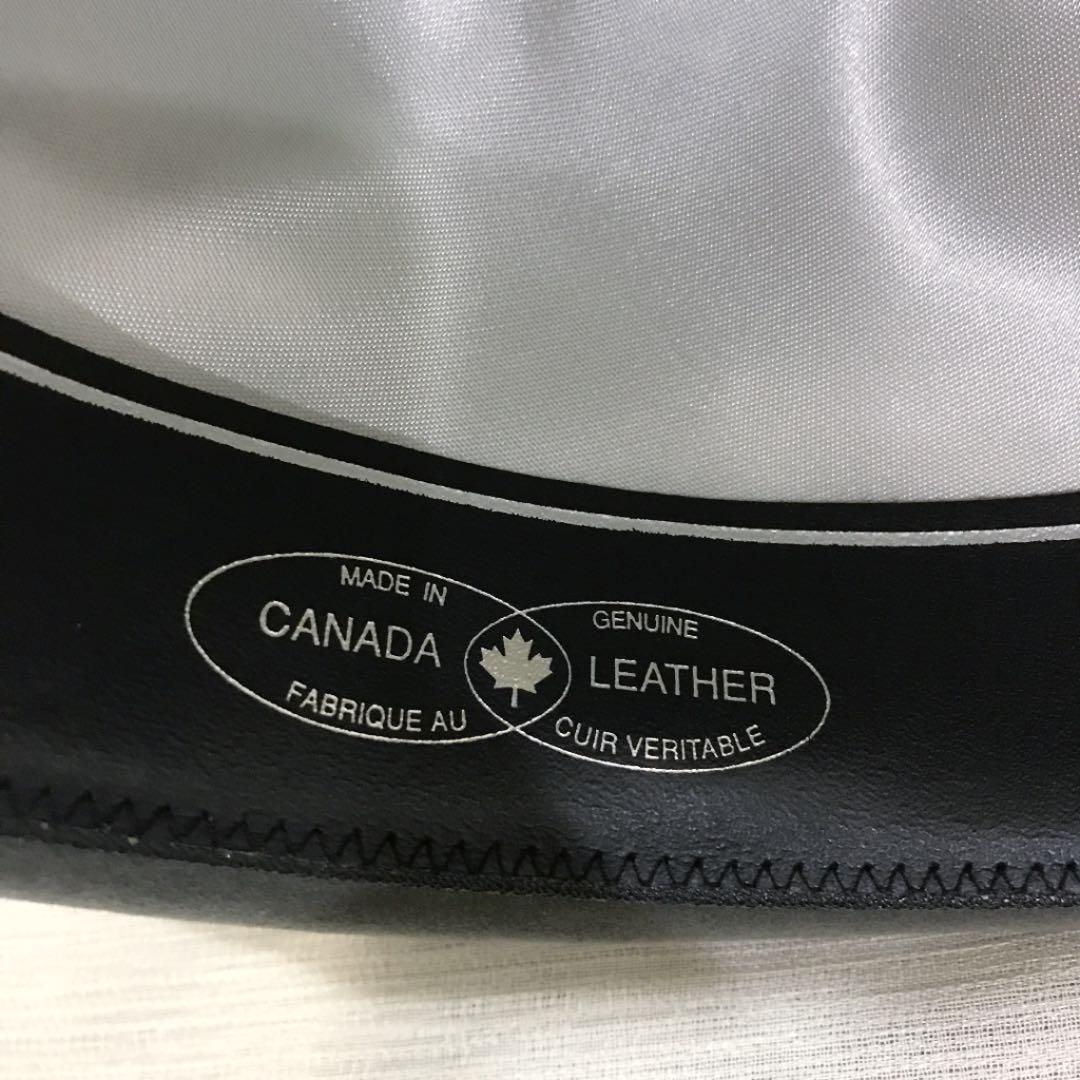 MADE IN
CANADA
FABRIQUE AU
GENUINE
LEATHER
CUIR VERITABLE